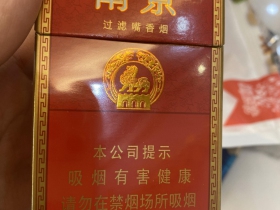 南京
过滤嘴香烟
本公司提示
吸烟有害健康
请勿在禁烟场所吸烟